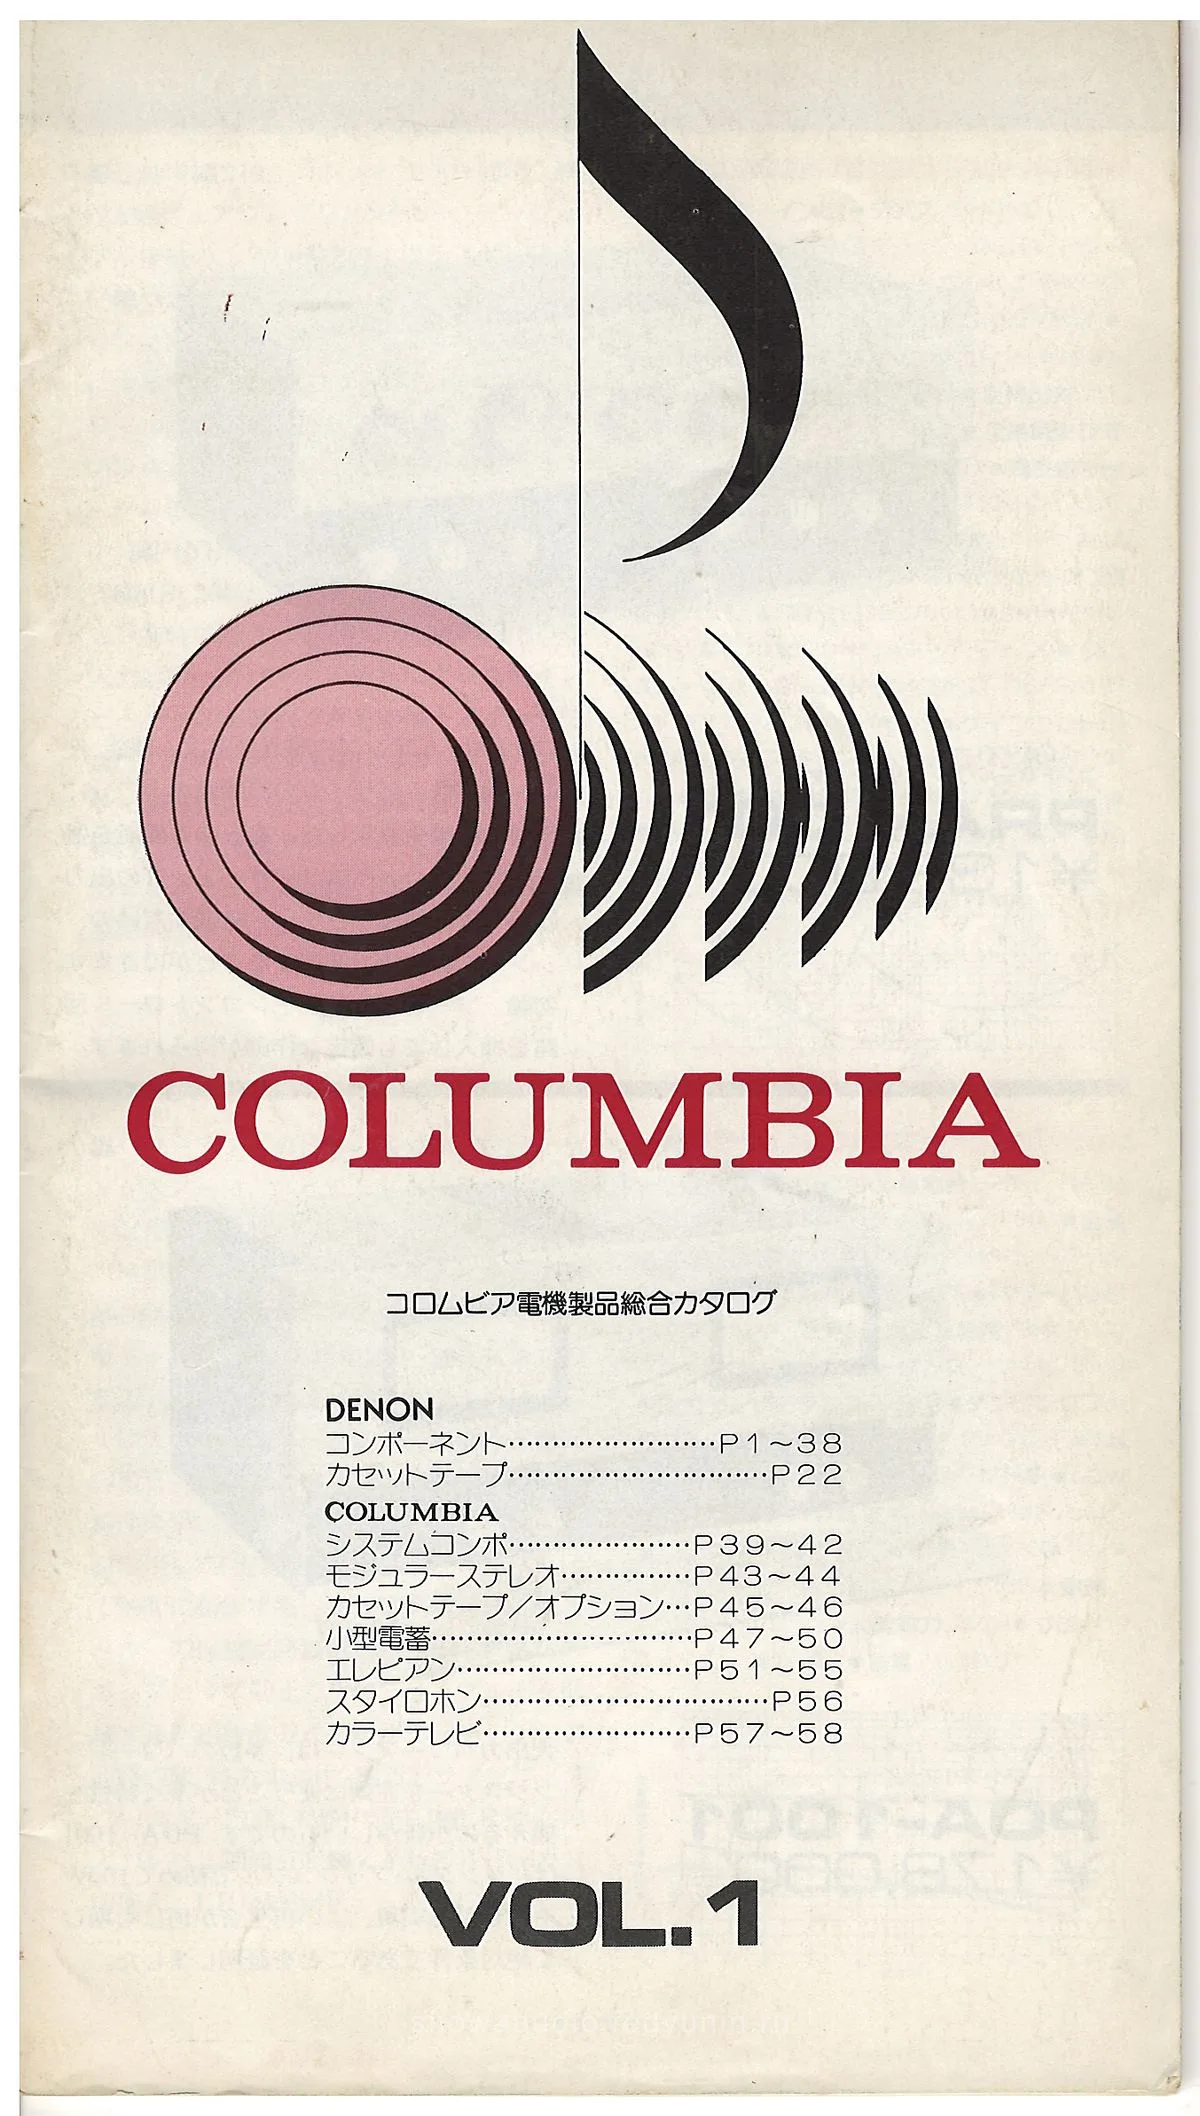 COLUMBIA
コロムビア電機製品総合カタログ
DENON
コンポーネント……………………P1～38
カセットテープ…………………………P22
COLUMBIA
システムコンポ…………………P39～42
モジュラーステレオ……………P43～44
カセットテープ／オプション…P45～46
小型電蓄…………………………P47～50
エレピアン………………………P51～55
スタイロホン……………………………P56
カラーテレビ……………………P57～58
VOL.1